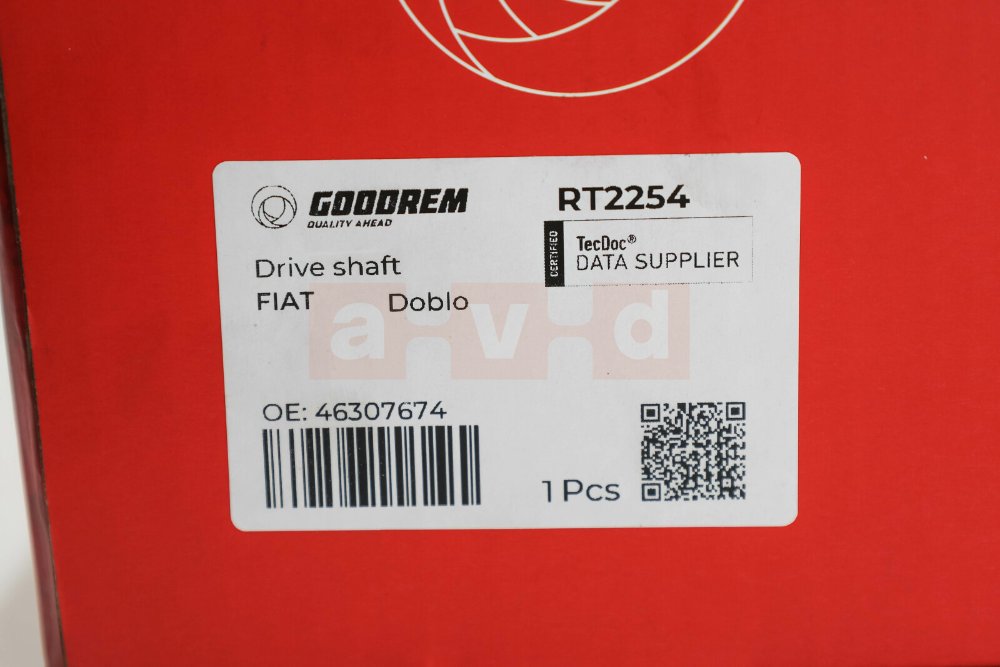 GOODREM
QUALITY AHEAD
RT2254
CERTIFIED
TecDoc®
DATA SUPPLIER
Drive shaft
FIAT Doblo
a·v·d
OE: 46307674
1 Pcs